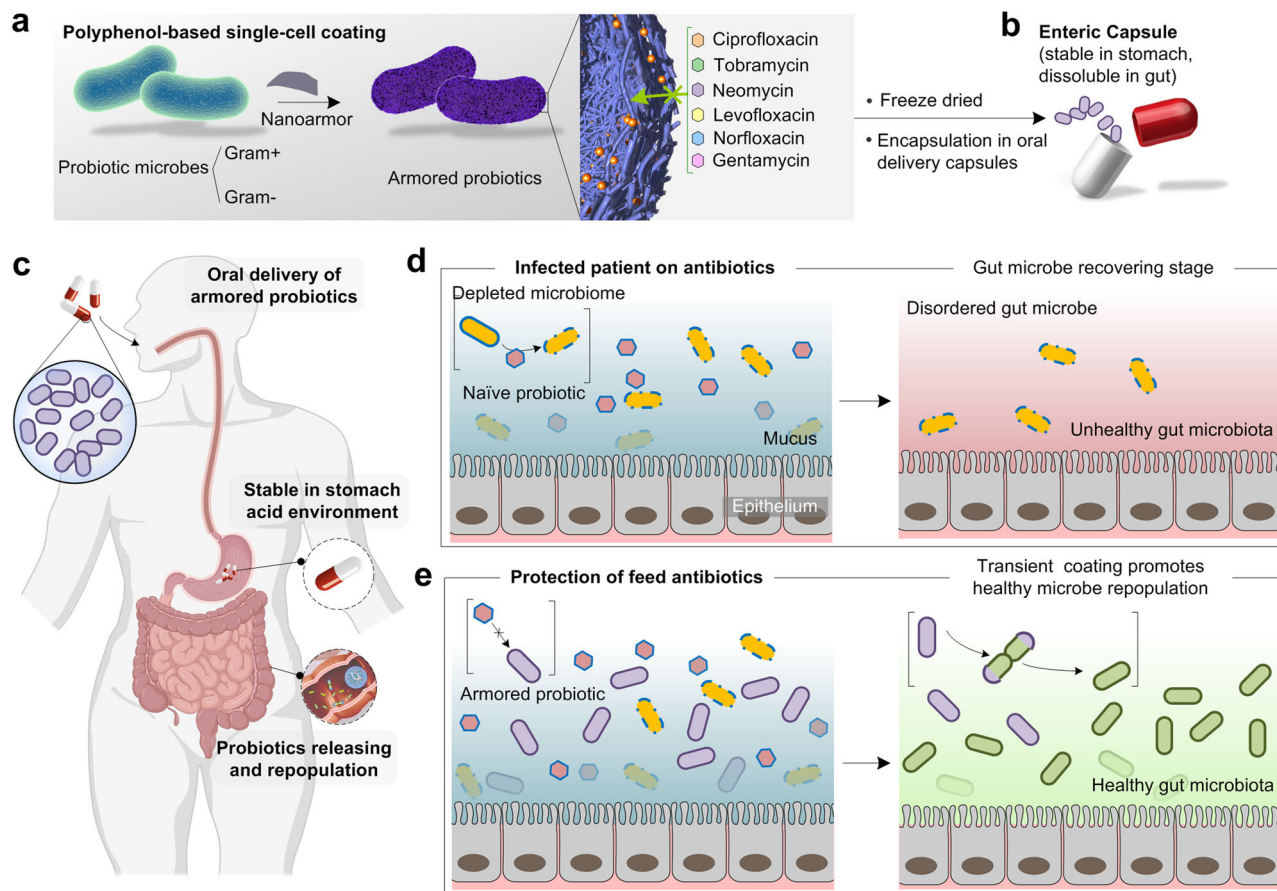 a
Polyphenol-based single-cell coating
Nanoarmor
Probiotic microbes
Gram+
Gram-
Armored probiotics
Ciprofloxacin
Tobramycin
Neomycin
Levofloxacin
Norfloxacin
Gentamycin
• Freeze dried
• Encapsulation in oral
delivery capsules
b
Enteric Capsule
(stable in stomach,
dissoluble in gut)
c
Oral delivery of
armored probiotics
Stable in stomach
acid environment
Probiotics releasing
and repopulation
d
Infected patient on antibiotics
Gut microbe recovering stage
Depleted microbiome
Naïve probiotic
Mucus
Epithelium
Disordered gut microbe
Unhealthy gut microbiota
e
Protection of feed antibiotics
Transient coating promotes
healthy microbe repopulation
Armored probiotic
Healthy gut microbiota